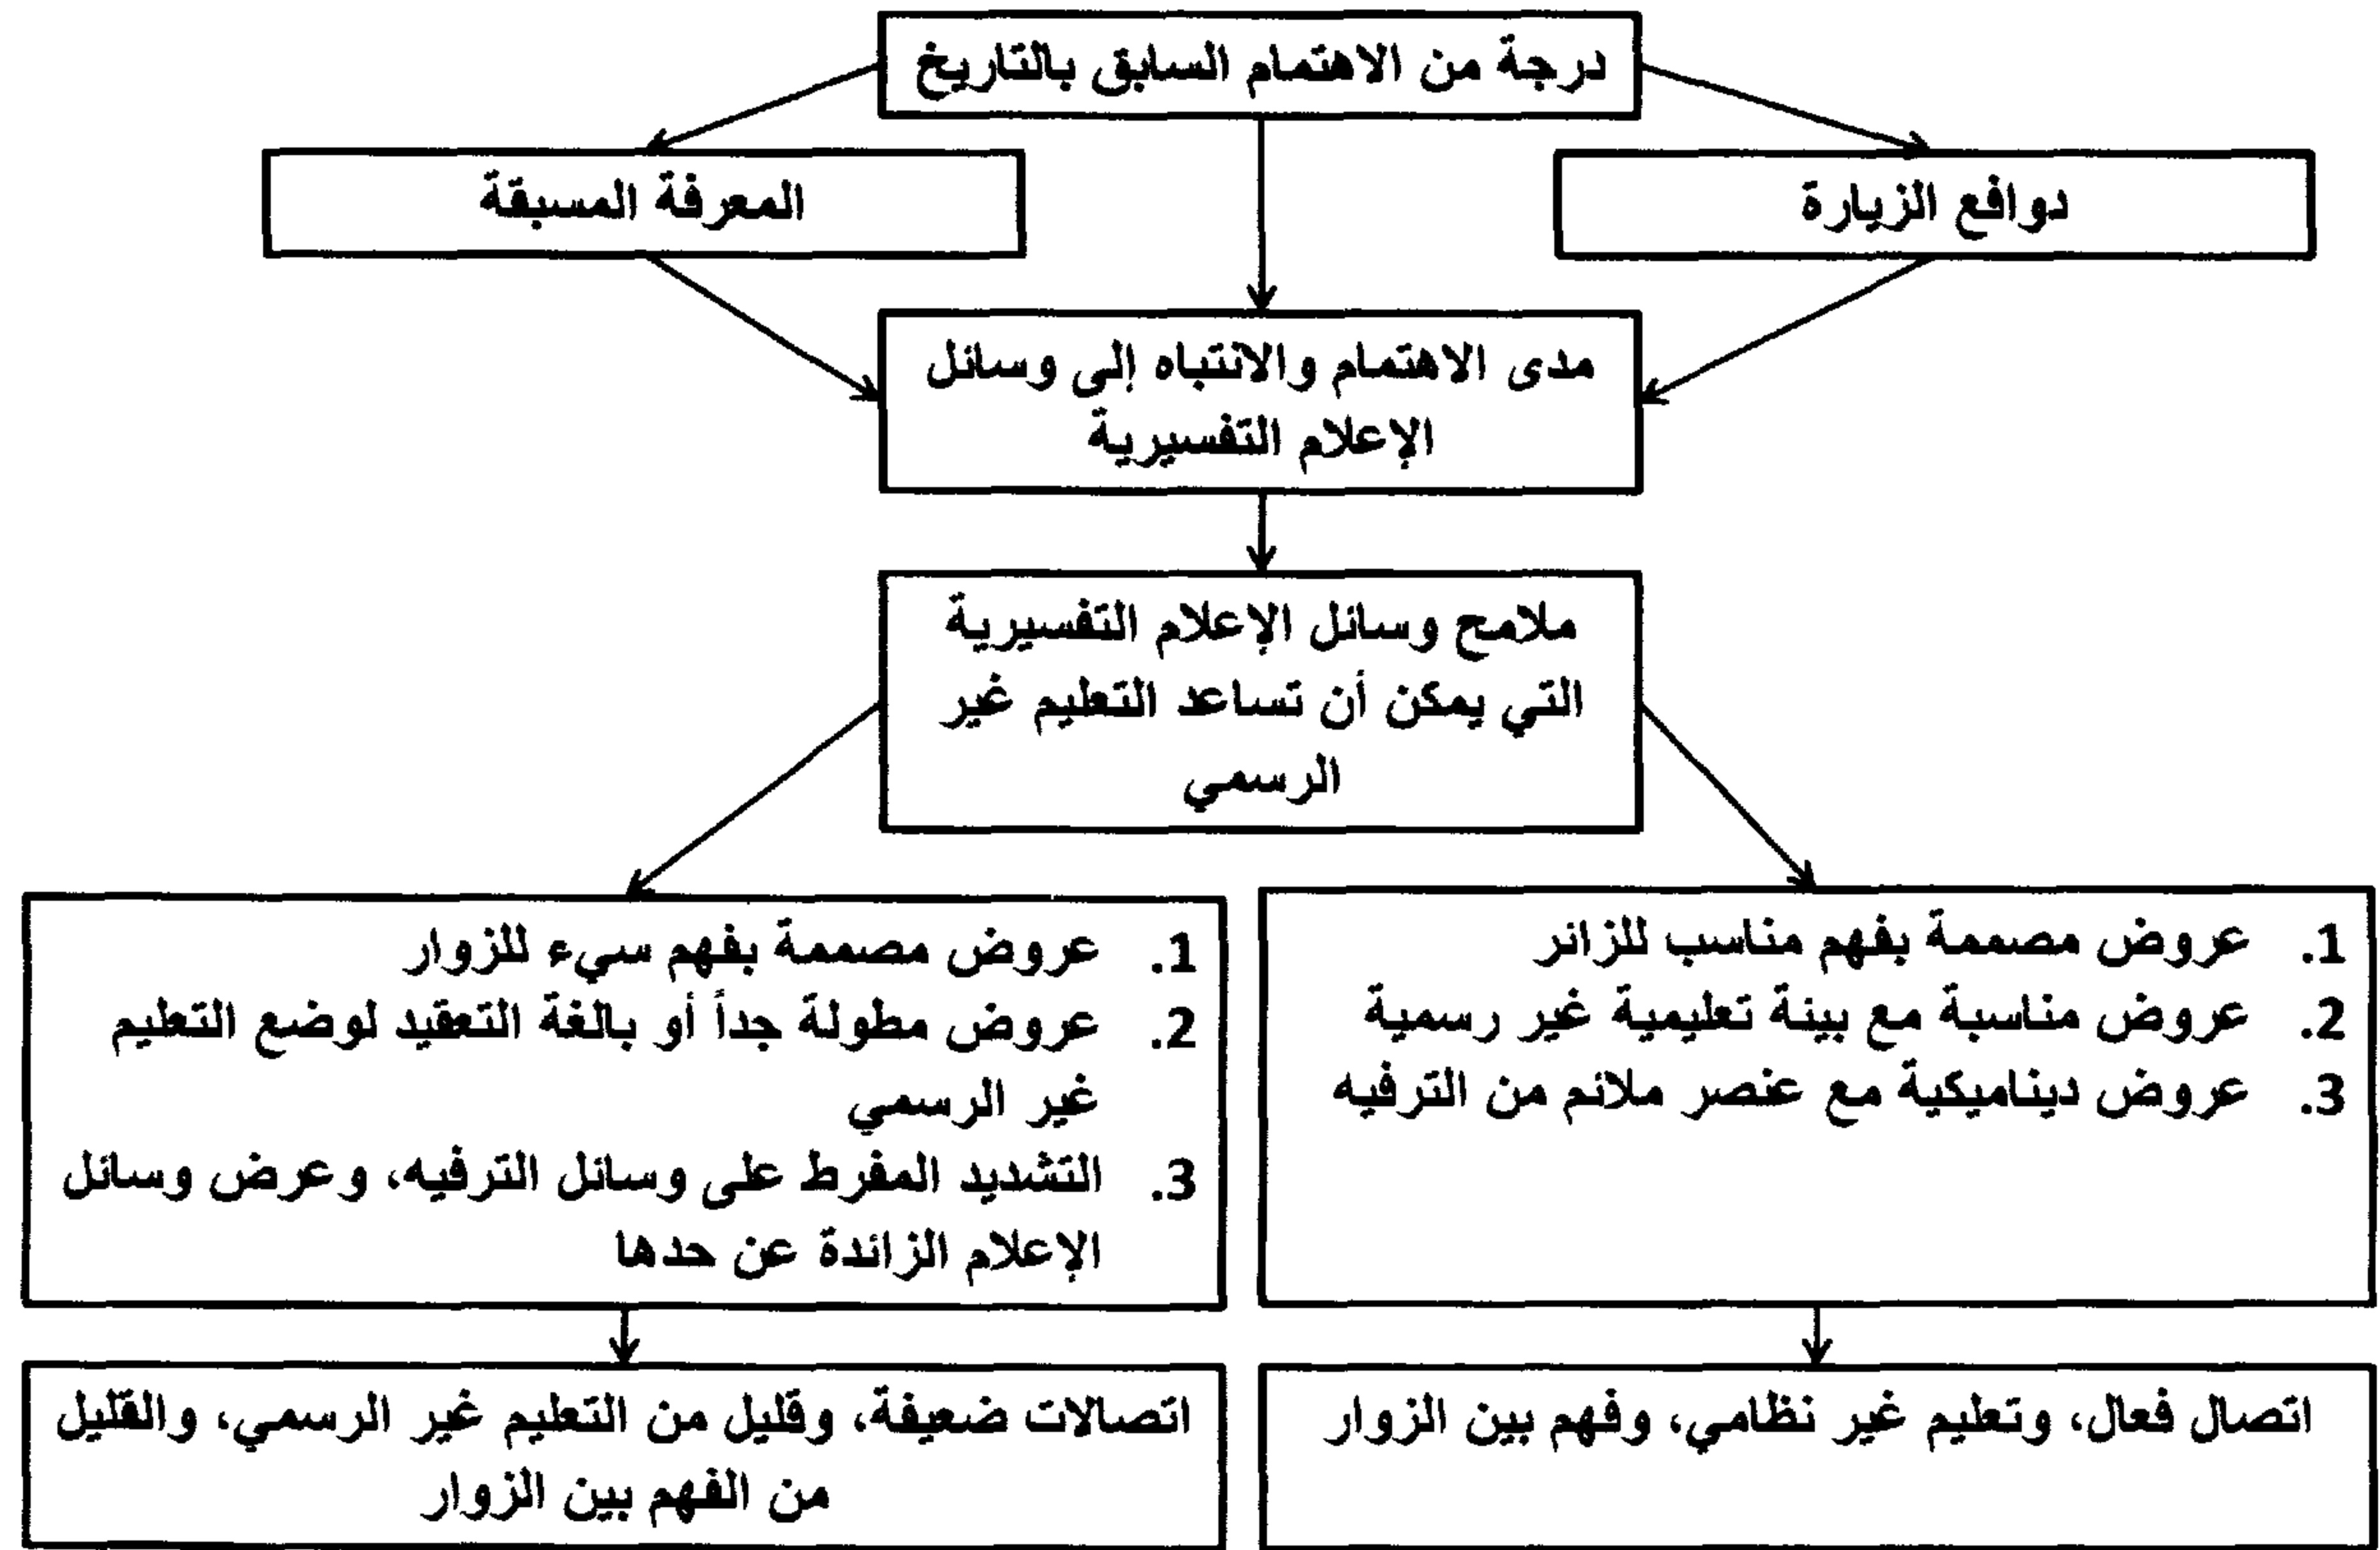 درجة من الاهتمام السابق بالتاريخ
دوافع الزيارة
المعرفة المسبقة
مدى الاهتمام والانتباه إلى وسائل
الإعلام التفسيرية
ملامح وسائل الإعلام التفسيرية
التي يمكن أن تساعد التعليم غير
الرسمي
1. عروض مصممة بفهم مناسب للزائر
2. عروض مناسبة مع بيئة تعليمية غير رسمية
3. عروض ديناميكية مع عنصر ملائم من الترفيه
1. عروض مصممة بفهم سيء للزوار
2. عروض مطولة جداً أو بالغة التعقيد لوضع التعليم
غير الرسمي
3. التشديد المفرط على وسائل الترفيه، وعرض وسائل
الإعلام الزائدة عن حدها
اتصال فعال، وتعليم غير نظامي، وفهم بين الزوار
اتصالات ضعيفة، وقليل من التعليم غير الرسمي، والقليل
من الفهم بين الزوار